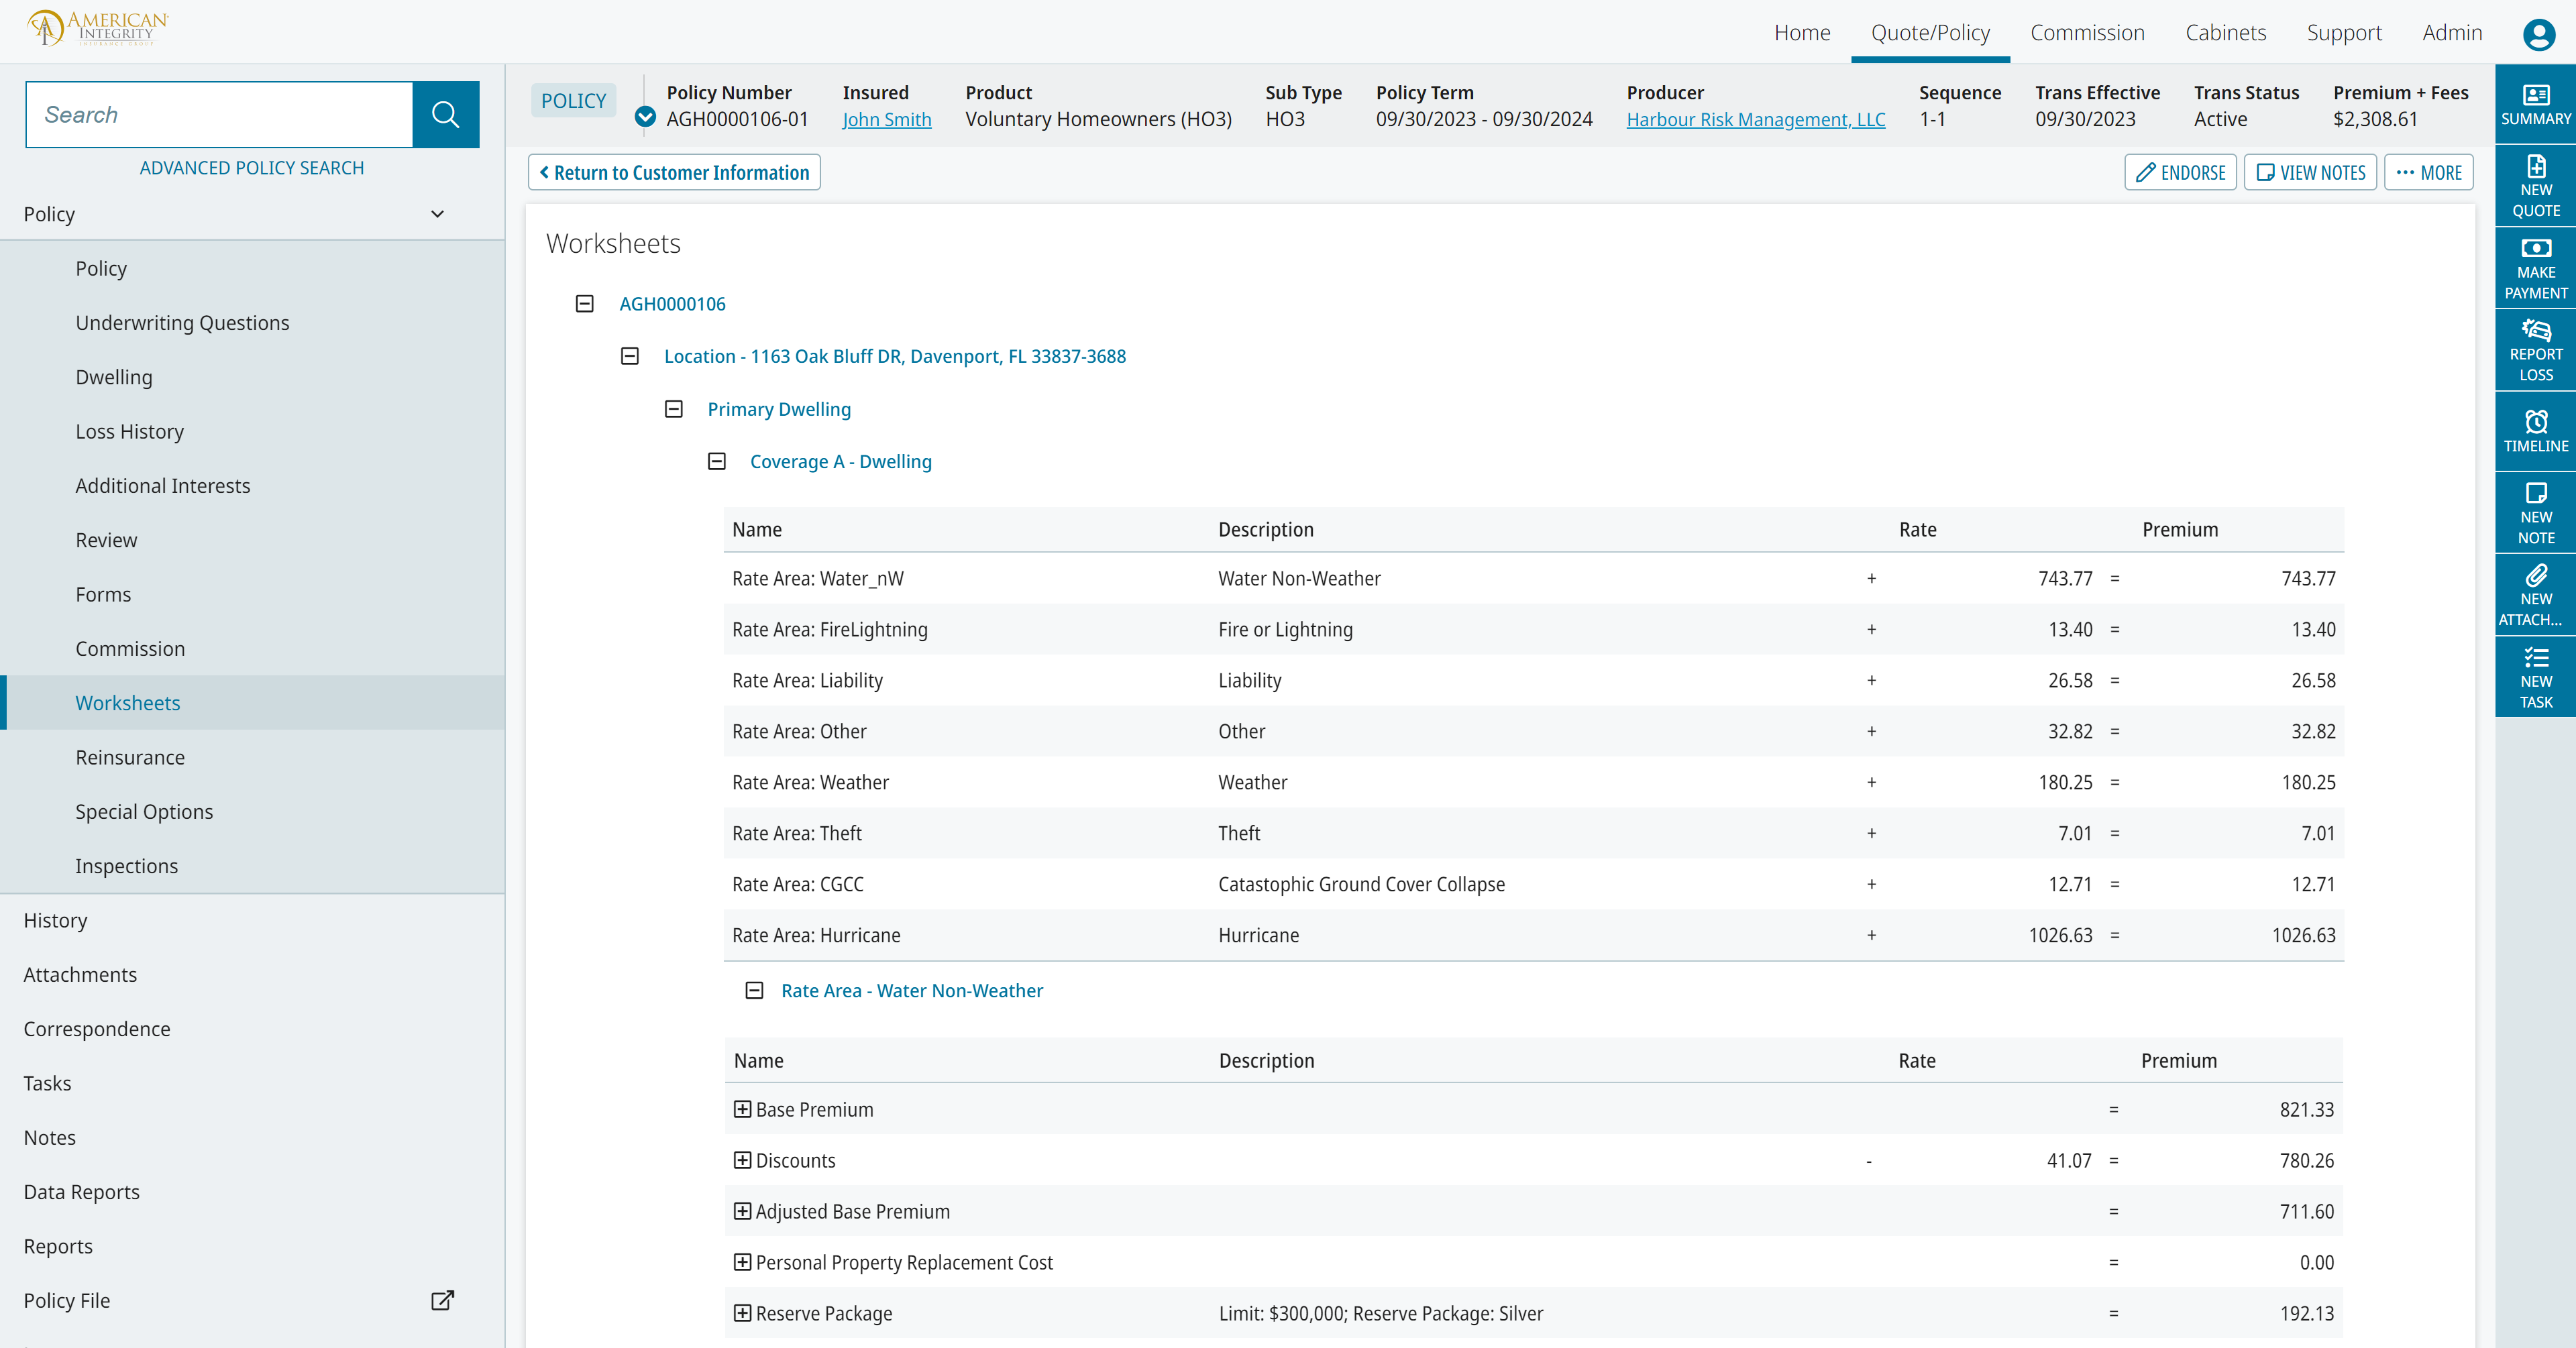 AMERICAN
INTEGRITY
INSURANCE GROUP
Home Quote/Policy Commission Cabinets Support Admin
Search
ADVANCED POLICY SEARCH
Policy
Policy
Underwriting Questions
Dwelling
Loss History
Additional Interests
Review
Forms
Commission
Worksheets
Reinsurance
Special Options
Inspections
History
Attachments
Correspondence
Tasks
Notes
Data Reports
Reports
Policy File
POLICY
Policy Number Insured Product Sub Type Policy Term Producer Sequence Trans Effective Trans Status Premium + Fees
AGH0000106-01 John Smith Voluntary Homeowners (HO3) HO3 09/30/2023 - 09/30/2024 Harbour Risk Management, LLC 1-1 09/30/2023 Active $2,308.61
Return to Customer Information
ENDORSE VIEW NOTES ··· MORE
Worksheets
AGH0000106
Location - 1163 Oak Bluff DR, Davenport, FL 33837-3688
Primary Dwelling
Coverage A - Dwelling
Name Description Rate Premium
Rate Area: Water_nW Water Non-Weather + 743.77 = 743.77
Rate Area: FireLightning Fire or Lightning + 13.40 = 13.40
Rate Area: Liability Liability + 26.58 = 26.58
Rate Area: Other Other + 32.82 = 32.82
Rate Area: Weather Weather + 180.25 = 180.25
Rate Area: Theft Theft + 7.01 = 7.01
Rate Area: CGCC Catastophic Ground Cover Collapse + 12.71 = 12.71
Rate Area: Hurricane Hurricane + 1026.63 = 1026.63
Rate Area - Water Non-Weather
Name Description Rate Premium
Base Premium = 821.33
Discounts - 41.07 = 780.26
Adjusted Base Premium = 711.60
Personal Property Replacement Cost = 0.00
Reserve Package Limit: $300,000; Reserve Package: Silver = 192.13
SUMMARY
NEW
QUOTE
MAKE
PAYMENT
REPORT
LOSS
TIMELINE
NEW
NOTE
NEW
ATTACH...
NEW
TASK